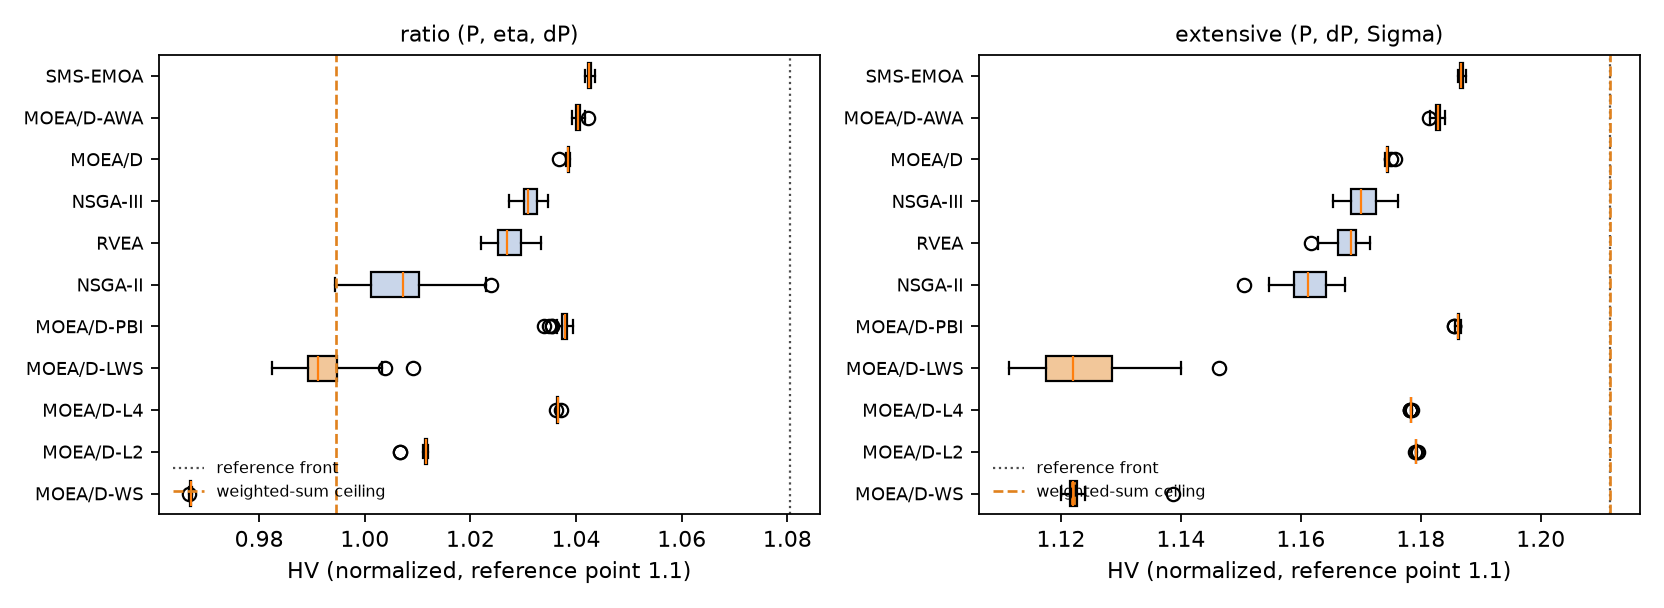 ratio (P, eta, dP)
SMS-EMOA
MOEA/D-AWA
MOEA/D
NSGA-III
RVEA
NSGA-II
MOEA/D-PBI
MOEA/D-LWS
MOEA/D-L4
MOEA/D-L2
MOEA/D-WS
reference front
weighted-sum ceiling
0.98 1.00 1.02 1.04 1.06 1.08
HV (normalized, reference point 1.1)
extensive (P, dP, Sigma)
SMS-EMOA
MOEA/D-AWA
MOEA/D
NSGA-III
RVEA
NSGA-II
MOEA/D-PBI
MOEA/D-LWS
MOEA/D-L4
MOEA/D-L2
MOEA/D-WS
reference front
weighted-sum ceiling
1.12 1.14 1.16 1.18 1.20
HV (normalized, reference point 1.1)